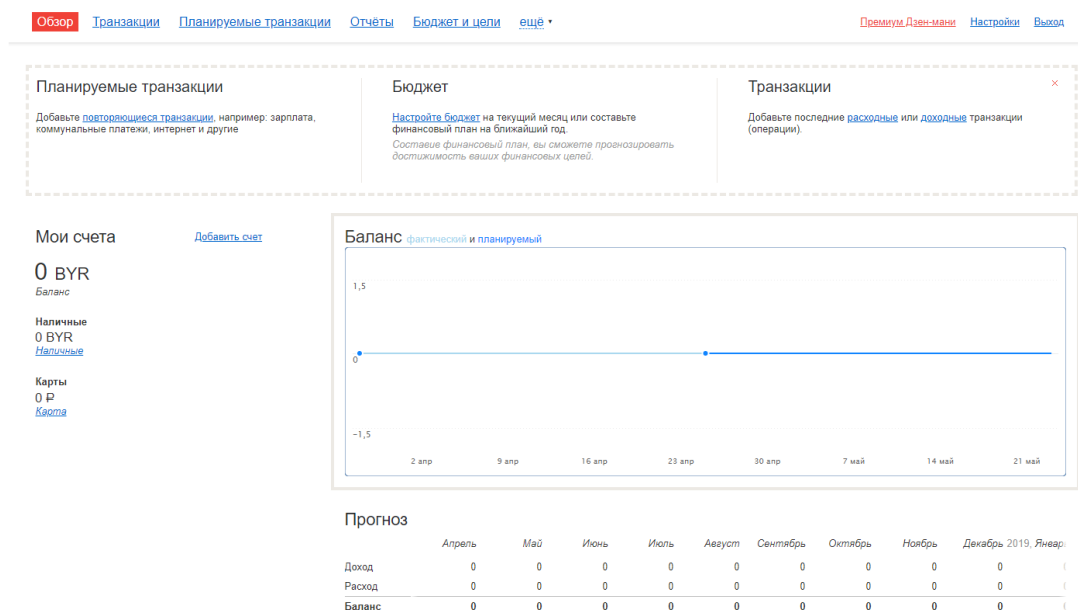 Обзор Транзакции Планируемые транзакции Отчёты Бюджет и цели ещё Премиум Дзен-мани Настройки Выход
Планируемые транзакции
Добавьте повторяющиеся транзакции, например: зарплата,
коммунальные платежи, интернет и другие
Бюджет
Настройте бюджет на текущий месяц или составьте
финансовый план на ближайший год.
Составив финансовый план, вы сможете прогнозировать
достижимость ваших финансовых целей.
Транзакции
Добавьте последние расходные или доходные транзакции
(операции).
Мои счета Добавить счет
0 BYR
Баланс
Наличные
0 BYR
Наличные
Карты
0 ₽
Карта
Баланс фактический и планируемый
1,5
0
−1,5
2 апр 9 апр 16 апр 23 апр 30 апр 7 май 14 май 21 май
Прогноз
Апрель Май Июнь Июль Август Сентябрь Октябрь Ноябрь Декабрь 2019, Январ
Доход 0 0 0 0 0 0 0 0 0
Расход 0 0 0 0 0 0 0 0 0
Баланс 0 0 0 0 0 0 0 0 0